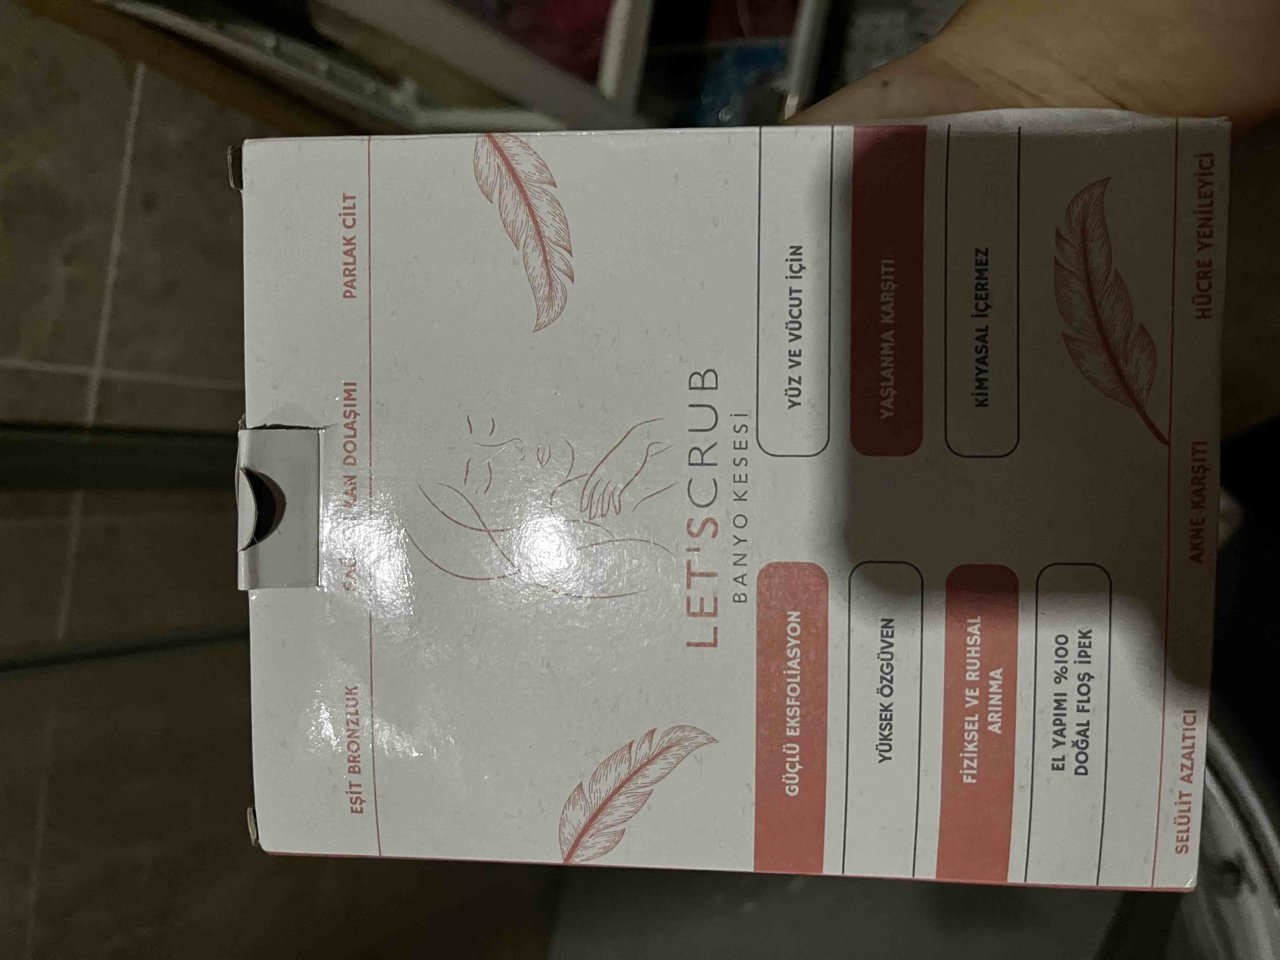 EŞİT BRONZLUK
KAN DOLAŞIMI
PARLAK CİLT
LET'SCRUB
BANYO KESESİ
GÜÇLÜ EKSFOLİASYON
YÜZ VE VÜCUT İÇİN
YÜKSEK ÖZGÜVEN
YAŞLANMA KARŞITI
FİZİKSEL VE RUHSAL
ARINMA
KİMYASAL İÇERMEZ
EL YAPIMI %100
DOĞAL FLOŞ İPEK
SELÜLİT AZALTICI
AKNE KARŞITI
HÜCRE YENİLEYİCİ